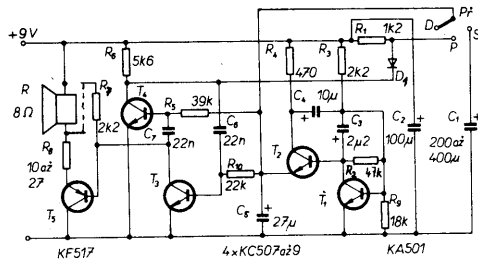 Př
D
S
+9V
R₁
1k2
P
R₆
5k6
R₄
470
R₃
2k2
D₁
R
8Ω
R₇
2k2
T₄
R₅
39k
C₄
10μ
C₇
22n
C₆
22n
C₃
2μ2
C₂
100μ
C₁
200až
400μ
R₈
10až
27
T₂
R₂
47k
R₁₀
22k
T₅
T₃
T₁
R₉
18k
C₅
27μ
KF517
4×KC507až9
KA501